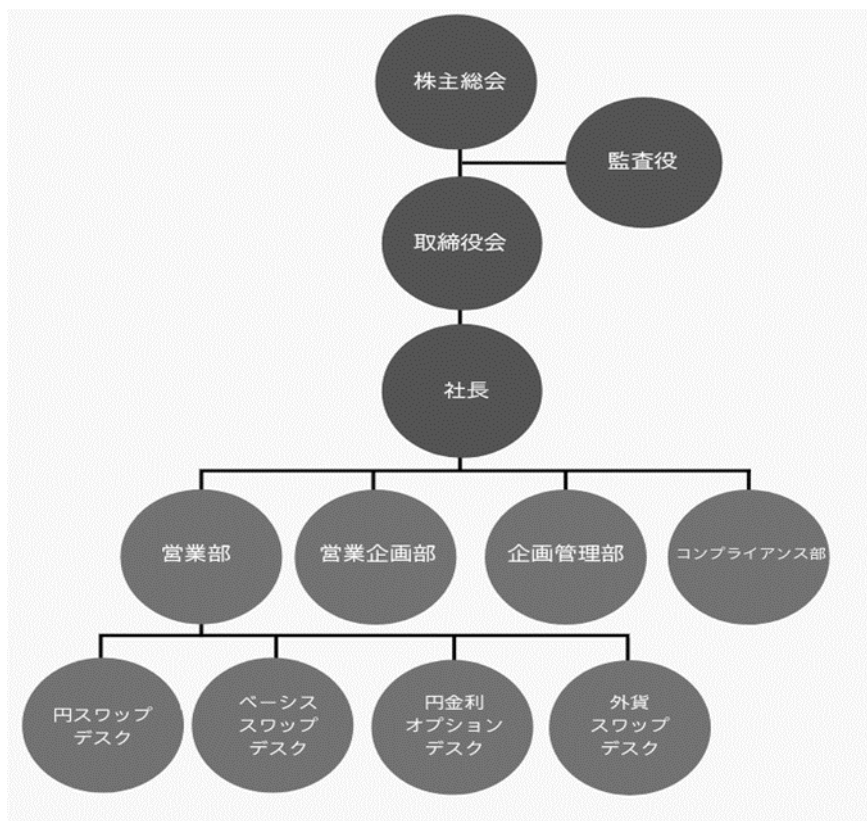 株主総会
監査役
取締役会
社長
営業部
営業企画部
企画管理部
コンプライアンス部
円スワップ
デスク
ベーシス
スワップ
デスク
円金利
オプション
デスク
外貨
スワップ
デスク